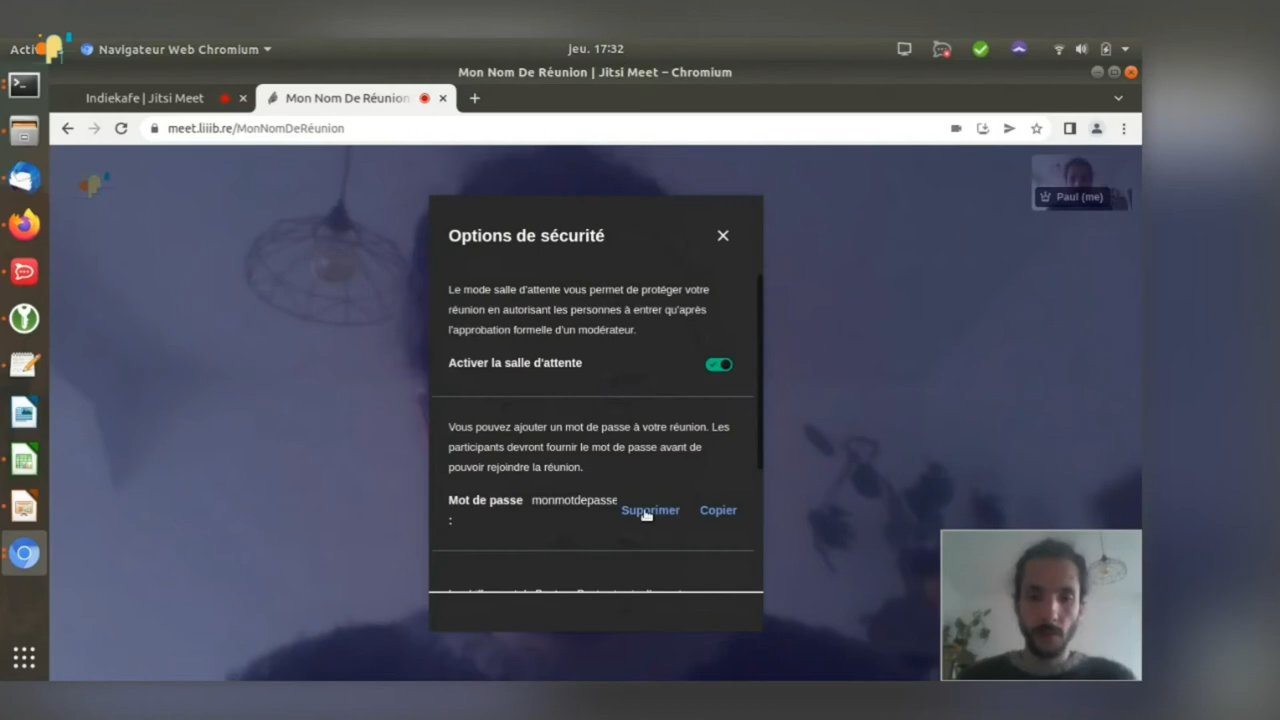 Acti
Navigateur Web Chromium
jeu. 17:32
Mon Nom De Réunion | Jitsi Meet – Chromium
Indiekafe | Jitsi Meet
Mon Nom De Réunion
meet.liiib.re/MonNomDeRéunion
Paul (me)
Options de sécurité
Le mode salle d'attente vous permet de protéger votre
réunion en autorisant les personnes à entrer qu'après
l'approbation formelle d'un modérateur.
Activer la salle d'attente
Vous pouvez ajouter un mot de passe à votre réunion. Les
participants devront fournir le mot de passe avant de
pouvoir rejoindre la réunion.
Mot de passe monmotdepasse
:
Supprimer Copier